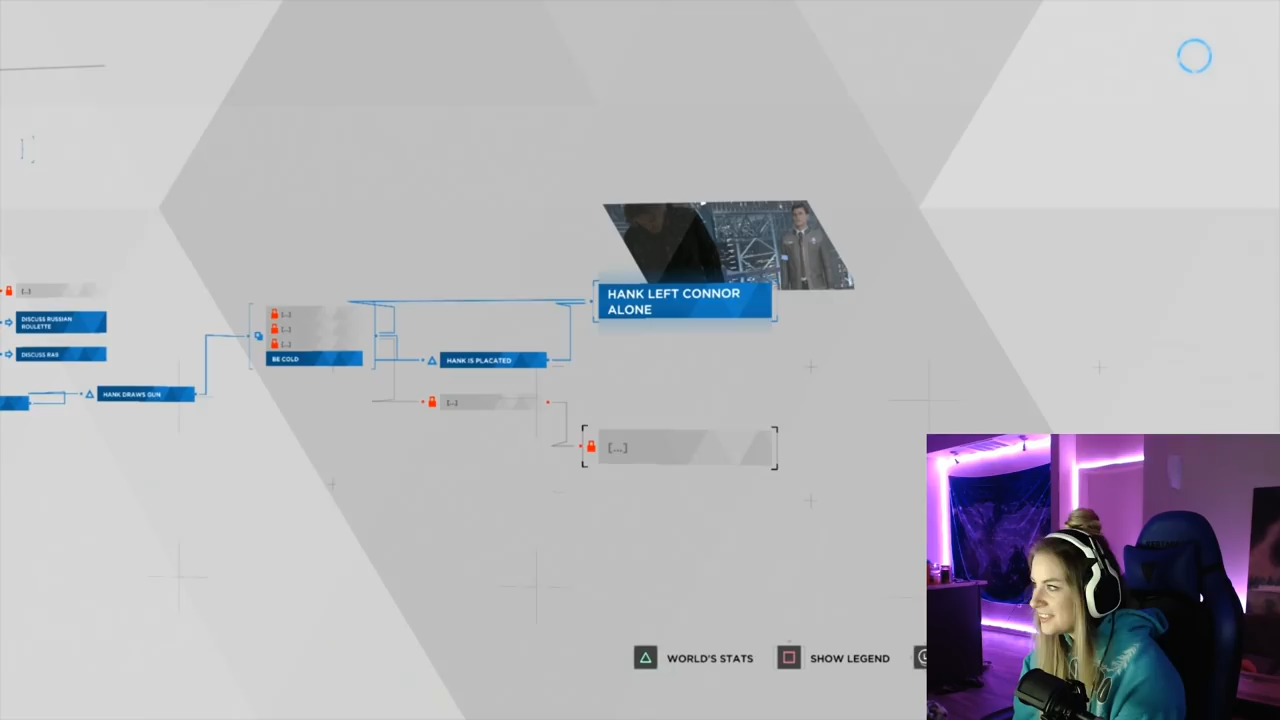 [...]
DISCUSS RUSSIAN
ROULETTE
DISCUSS RA9
HANK DRAWS GUN
[...]
[...]
[...]
BE COLD
HANK IS PLACATED
[...]
HANK LEFT CONNOR
ALONE
[...]
WORLD'S STATS
SHOW LEGEND